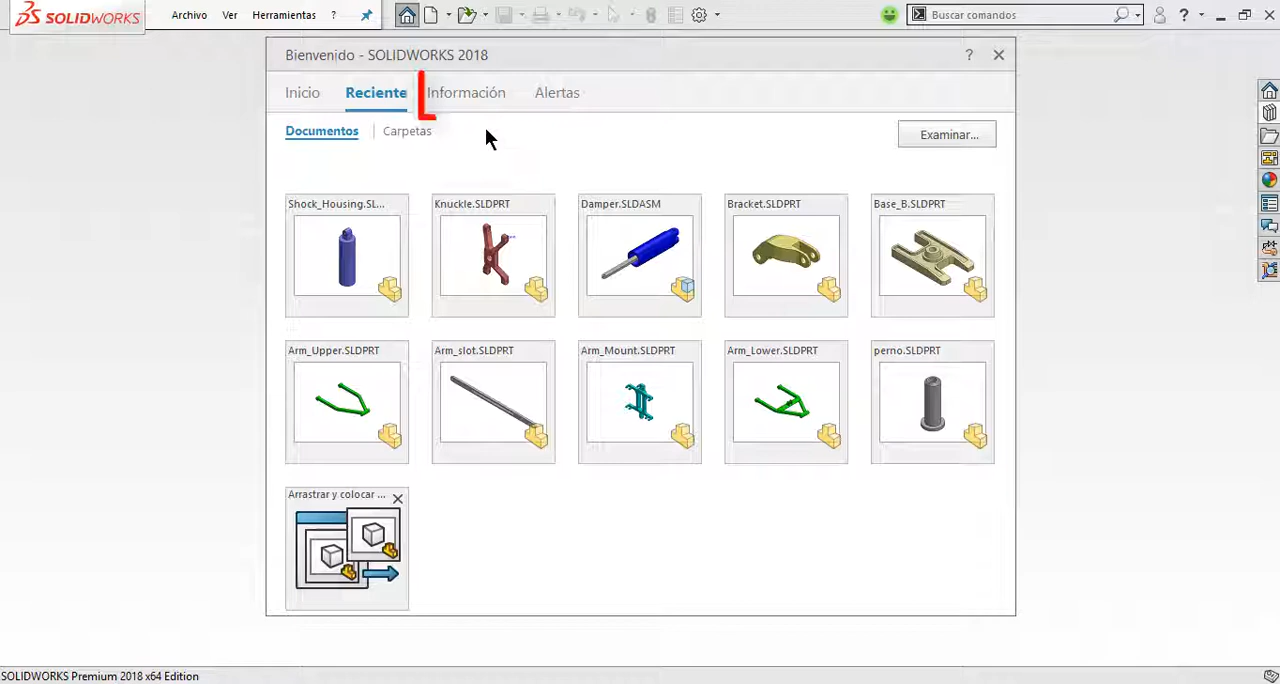 SOLIDWORKS Archivo Ver Herramientas ? Buscar comandos ?
Bienvenido - SOLIDWORKS 2018 ?
Inicio Reciente Información Alertas
Documentos Carpetas Examinar...
Shock_Housing.SL... Knuckle.SLDPRT Damper.SLDASM Bracket.SLDPRT Base_B.SLDPRT
Arm_Upper.SLDPRT Arm_slot.SLDPRT Arm_Mount.SLDPRT Arm_Lower.SLDPRT perno.SLDPRT
Arrastrar y colocar ...
SOLIDWORKS Premium 2018 x64 Edition